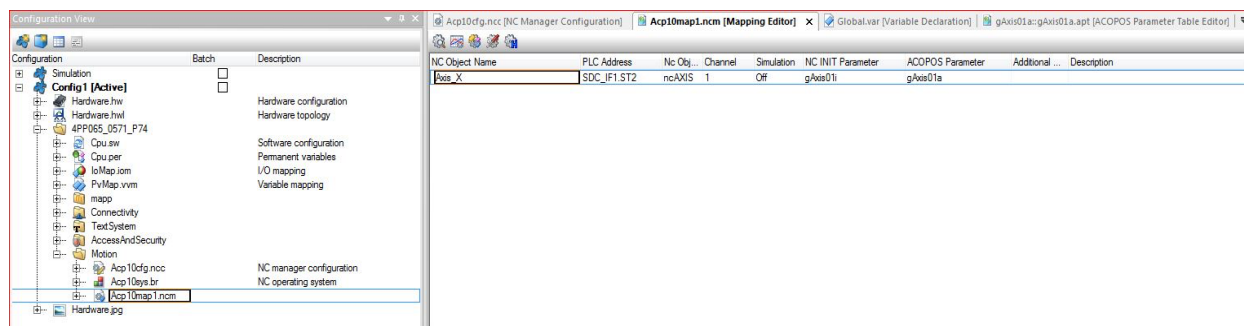 Configuration View
Configuration Batch Description
Simulation
Config1 [Active]
Hardware.hw Hardware configuration
Hardware.hwl Hardware topology
4PP065_0571_P74
Cpu.sw Software configuration
Cpu.per Permanent variables
IoMap.iom I/O mapping
PvMap.vvm Variable mapping
mapp
Connectivity
TextSystem
AccessAndSecurity
Motion
Acp10cfg.ncc NC manager configuration
Acp10sys.br NC operating system
Acp10map1.ncm
Hardware.jpg
Acp10cfg.ncc [NC Manager Configuration] Acp10map1.ncm [Mapping Editor] Global.var [Variable Declaration] gAxis01a::gAxis01a.apt [ACOPOS Parameter Table Editor]
NC Object Name PLC Address Nc Obj... Channel Simulation NC INIT Parameter ACOPOS Parameter Additional ... Description
Axis_X SDC_IF1.ST2 ncAXIS 1 Off gAxis01i gAxis01a